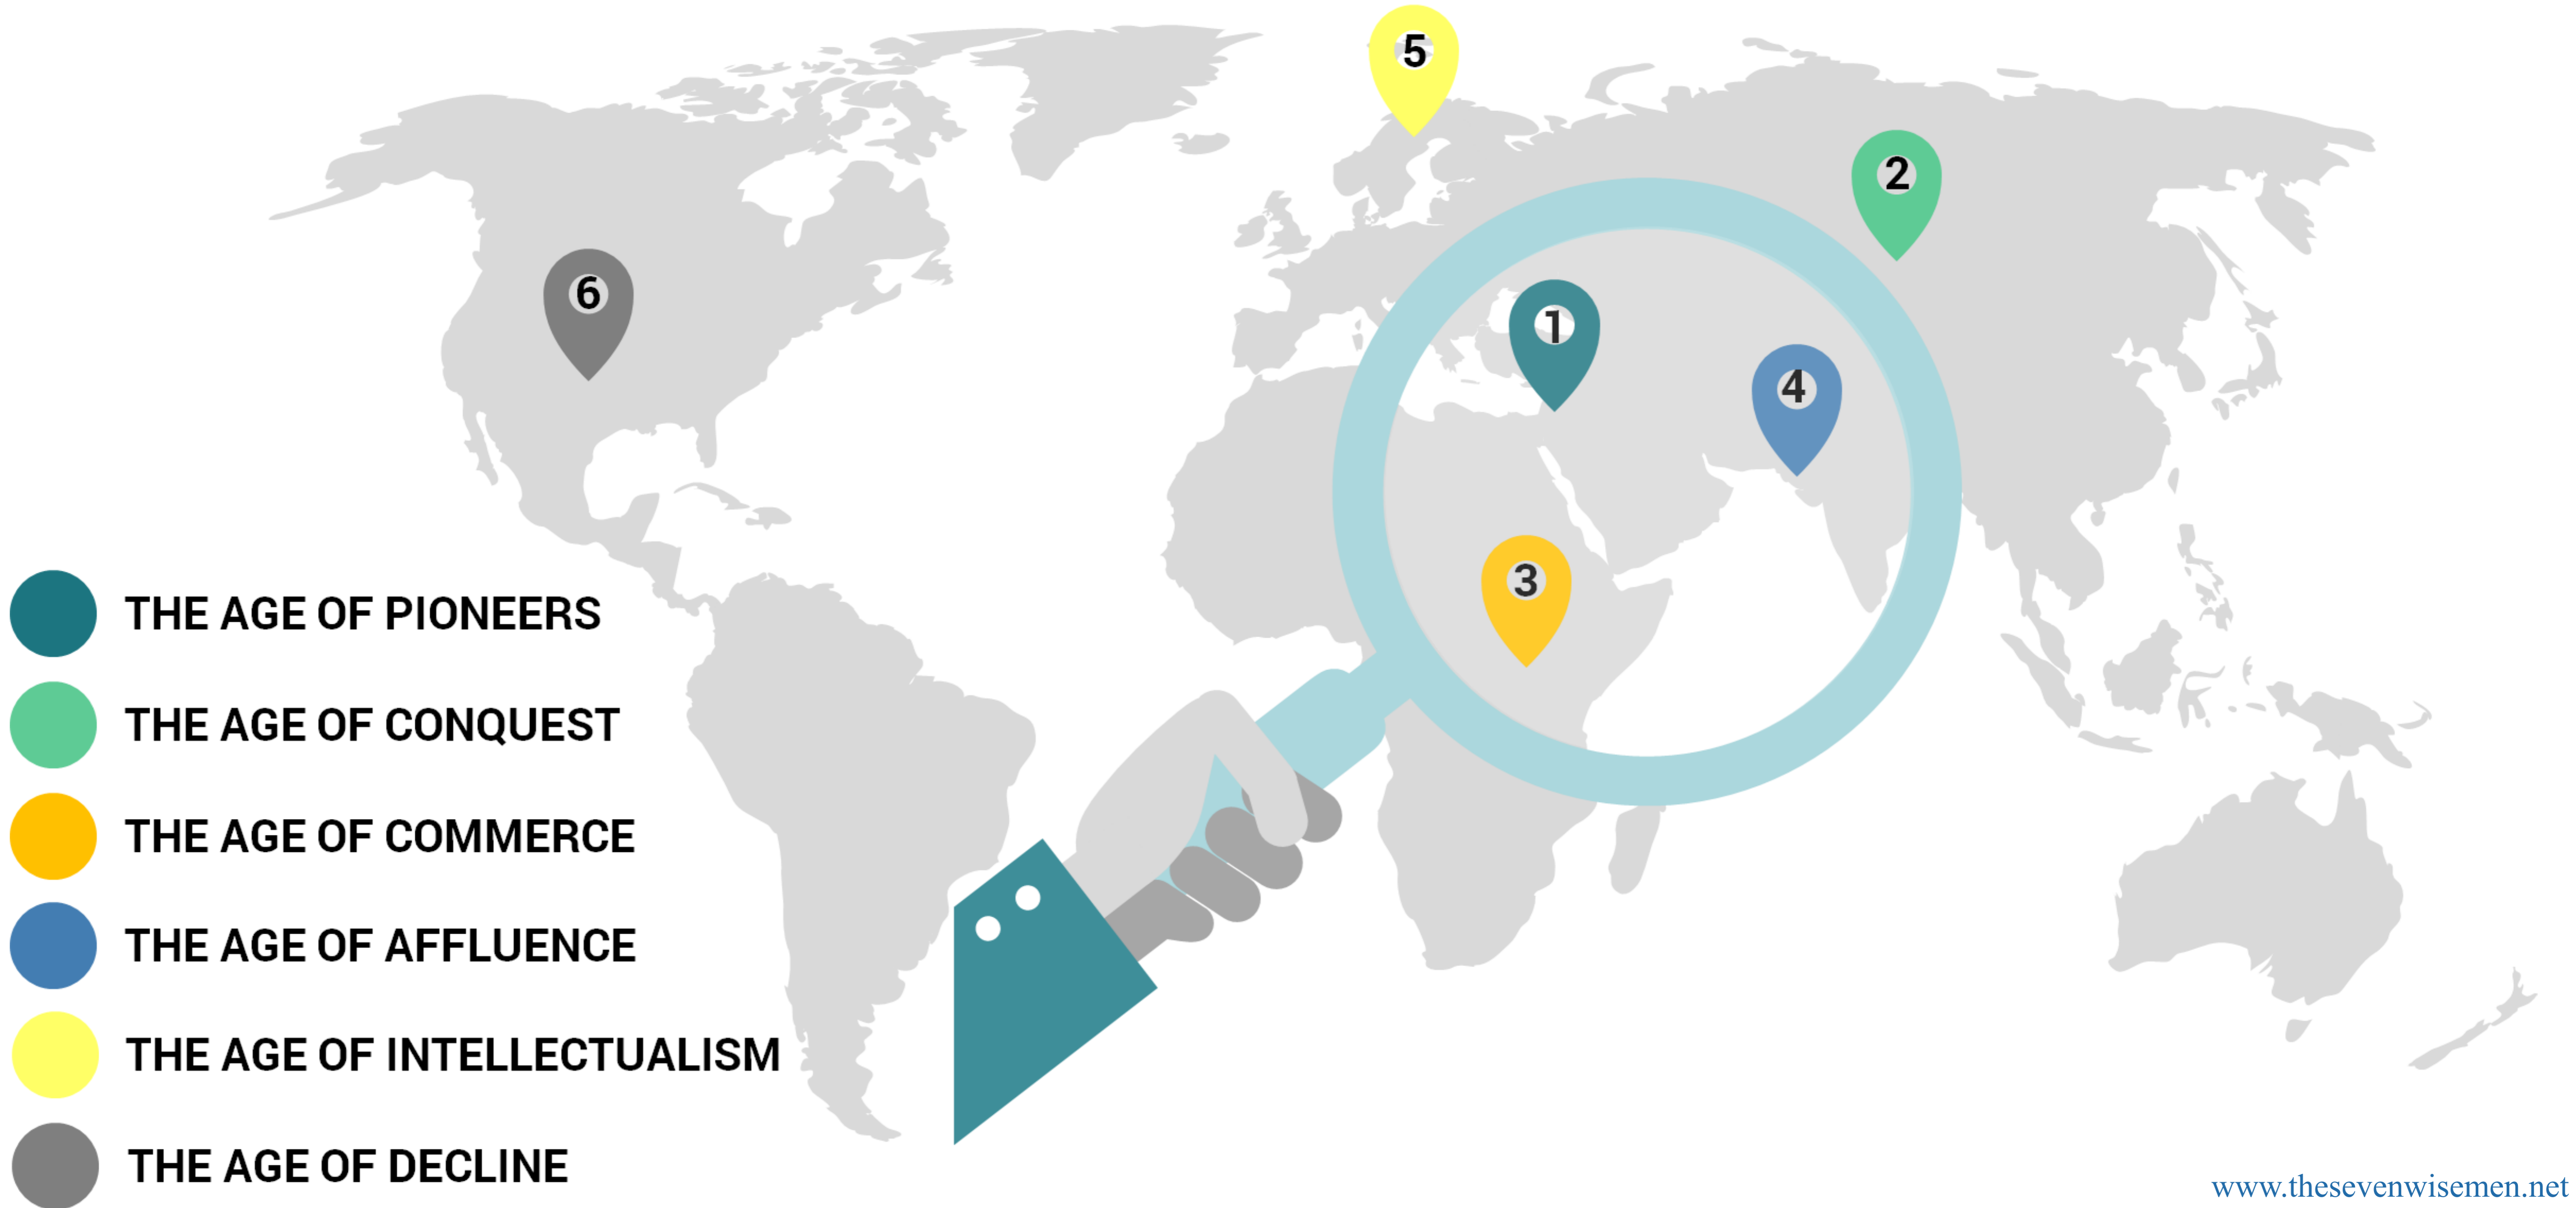 5
2
6
1
4
3
THE AGE OF PIONEERS
THE AGE OF CONQUEST
THE AGE OF COMMERCE
THE AGE OF AFFLUENCE
THE AGE OF INTELLECTUALISM
THE AGE OF DECLINE
www.thesevenwisemen.net